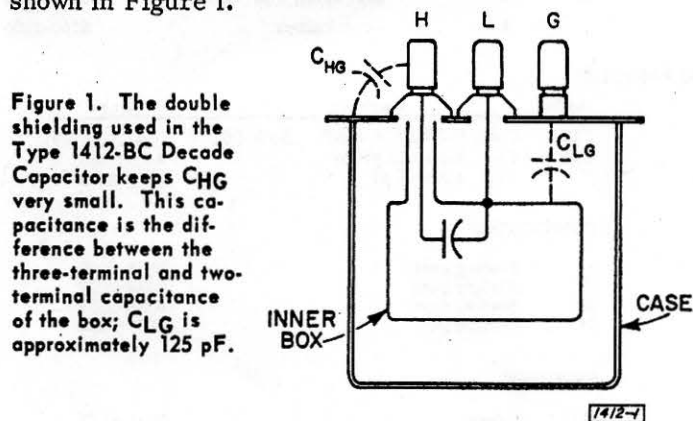 shown in Figure 1.
Figure 1. The double
shielding used in the
Type 1412-BC Decade
Capacitor keeps CHG
very small. This ca-
pacitance is the dif-
ference between the
three-terminal and two-
terminal capacitance
of the box; CLG is
approximately 125 pF.
H L G
CHG
CLG
INNER
BOX
CASE
1412-1